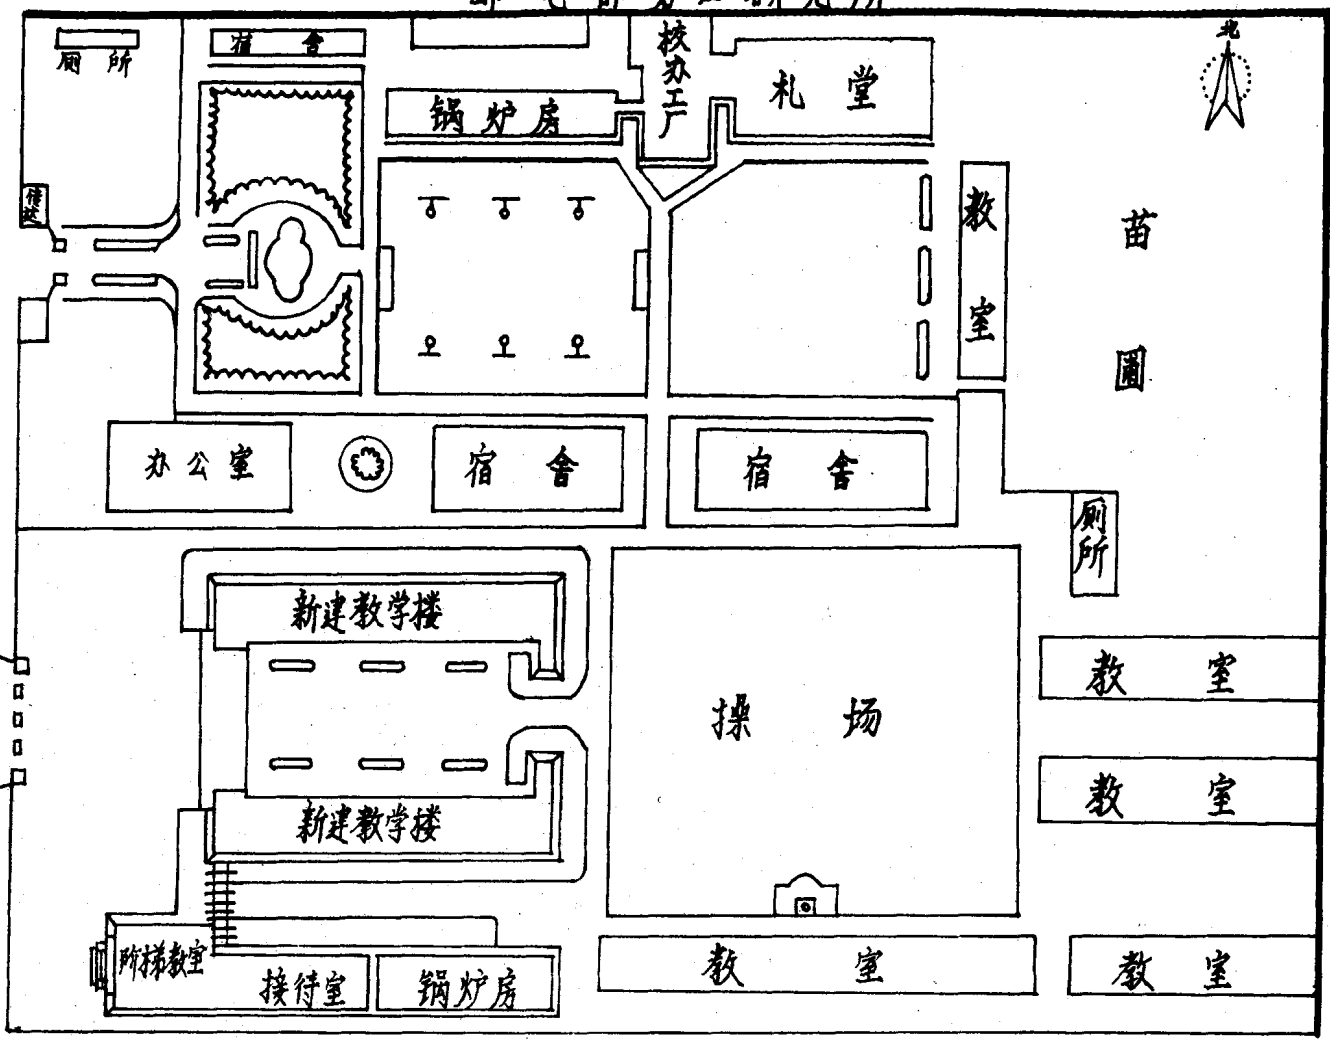 北
厕所
宿舍
校办工厂
锅炉房
札堂
传达
教室
苗圃
办公室
宿舍
宿舍
厕所
新建教学楼
教室
操场
教室
新建教学楼
阶梯教室
接待室
锅炉房
教室
教室